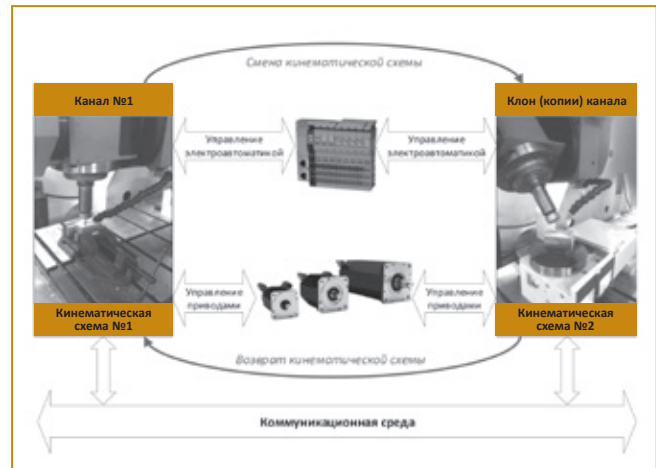 Смена кинематической схемы
Канал №1
Клон (копии) канала
Управление
электроавтоматикой
Управление
электроавтоматикой
Управление
приводами
Управление
приводами
Кинематическая
схема №1
Кинематическая
схема №2
Возврат кинематической схемы
Коммуникационная среда